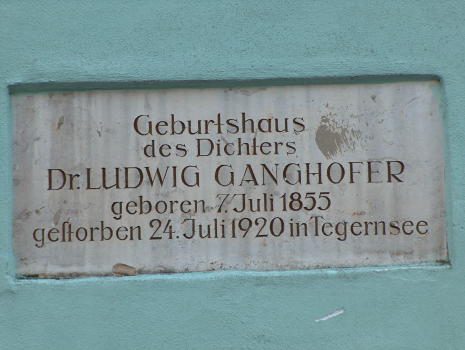 Geburtshaus
des Dichters
Dr. LUDWIG GANGHOFER
geboren 7. Juli 1855
gestorben 24. Juli 1920 in Tegernsee